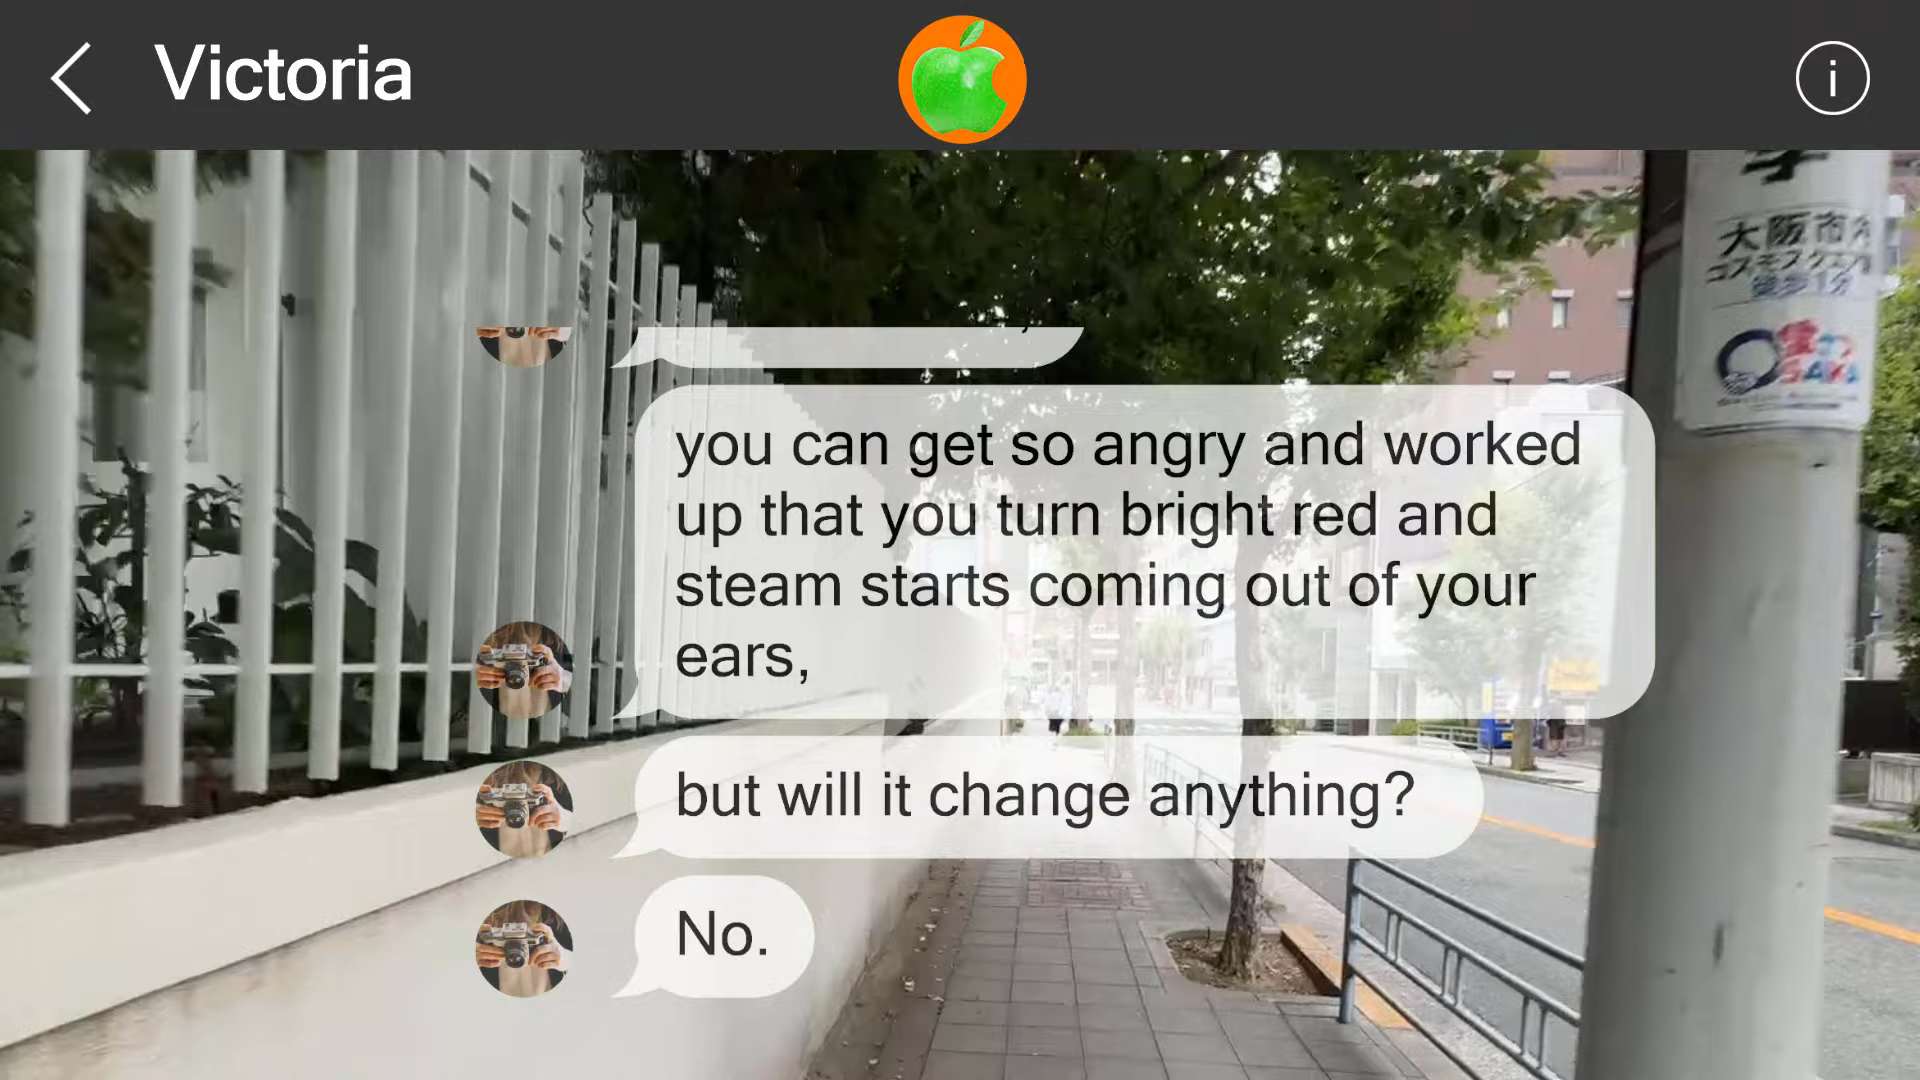 Victoria
大阪市内
you can get so angry and worked
up that you turn bright red and
steam starts coming out of your
ears,
but will it change anything?
No.